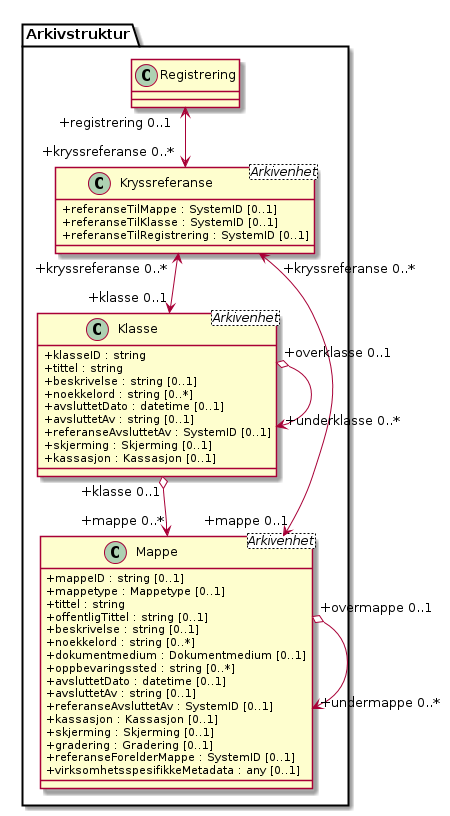 Arkivstruktur
C Registrering
+registrering 0..1
+kryssreferanse 0..*
Arkivenhet
C Kryssreferanse
+referanseTilMappe : SystemID [0..1]
+referanseTilKlasse : SystemID [0..1]
+referanseTilRegistrering : SystemID [0..1]
+kryssreferanse 0..*
+kryssreferanse 0..*
+klasse 0..1
Arkivenhet
C Klasse
+klasseID : string
+tittel : string
+beskrivelse : string [0..1]
+noekkelord : string [0..*]
+avsluttetDato : datetime [0..1]
+avsluttetAv : string [0..1]
+referanseAvsluttetAv : SystemID [0..1]
+skjerming : Skjerming [0..1]
+kassasjon : Kassasjon [0..1]
+overklasse 0..1
+underklasse 0..*
+klasse 0..1
+mappe 0..*
+mappe 0..1
Arkivenhet
C Mappe
+mappeID : string [0..1]
+mappetype : Mappetype [0..1]
+tittel : string
+offentligTittel : string [0..1]
+beskrivelse : string [0..1]
+noekkelord : string [0..*]
+dokumentmedium : Dokumentmedium [0..1]
+oppbevaringssted : string [0..*]
+avsluttetDato : datetime [0..1]
+avsluttetAv : string [0..1]
+referanseAvsluttetAv : SystemID [0..1]
+kassasjon : Kassasjon [0..1]
+skjerming : Skjerming [0..1]
+gradering : Gradering [0..1]
+referanseForelderMappe : SystemID [0..1]
+virksomhetsspesifikkeMetadata : any [0..1]
+overmappe 0..1
+undermappe 0..*